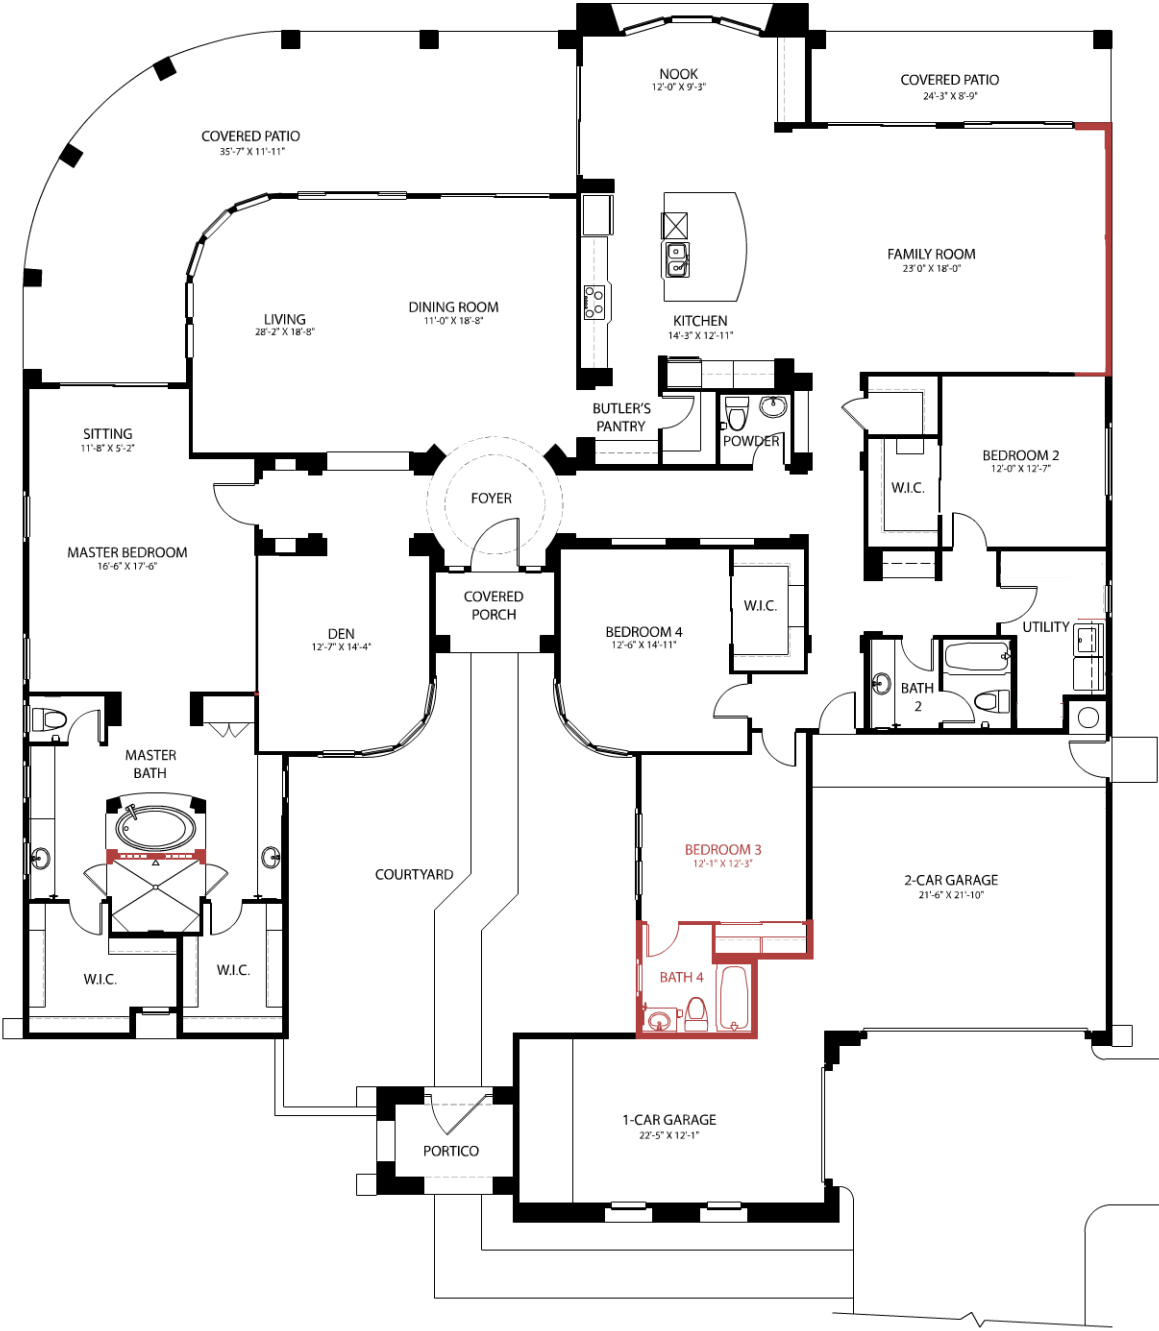 NOOK
12'-0" X 9'-3"
COVERED PATIO
24'-3" X 8'-9"
COVERED PATIO
35'-7" X 11'-11"
FAMILY ROOM
23'0" X 18'-0"
LIVING
28'-2" X 18'-8"
DINING ROOM
11'-0" X 18'-8"
KITCHEN
14'-3" X 12'-11"
BUTLER'S
PANTRY
POWDER
SITTING
11'-8" X 5'-2"
BEDROOM 2
12'-0" X 12'-7"
W.I.C.
FOYER
MASTER BEDROOM
16'-6" X 17'-6"
COVERED
PORCH
W.I.C.
DEN
12'-7" X 14'-4"
BEDROOM 4
12'-6" X 14'-11"
UTILITY
BATH
2
MASTER
BATH
BEDROOM 3
12'-1" X 12'-3"
COURTYARD
2-CAR GARAGE
21'-6" X 21'-10"
W.I.C.
W.I.C.
BATH 4
1-CAR GARAGE
22'-5" X 12'-1"
PORTICO